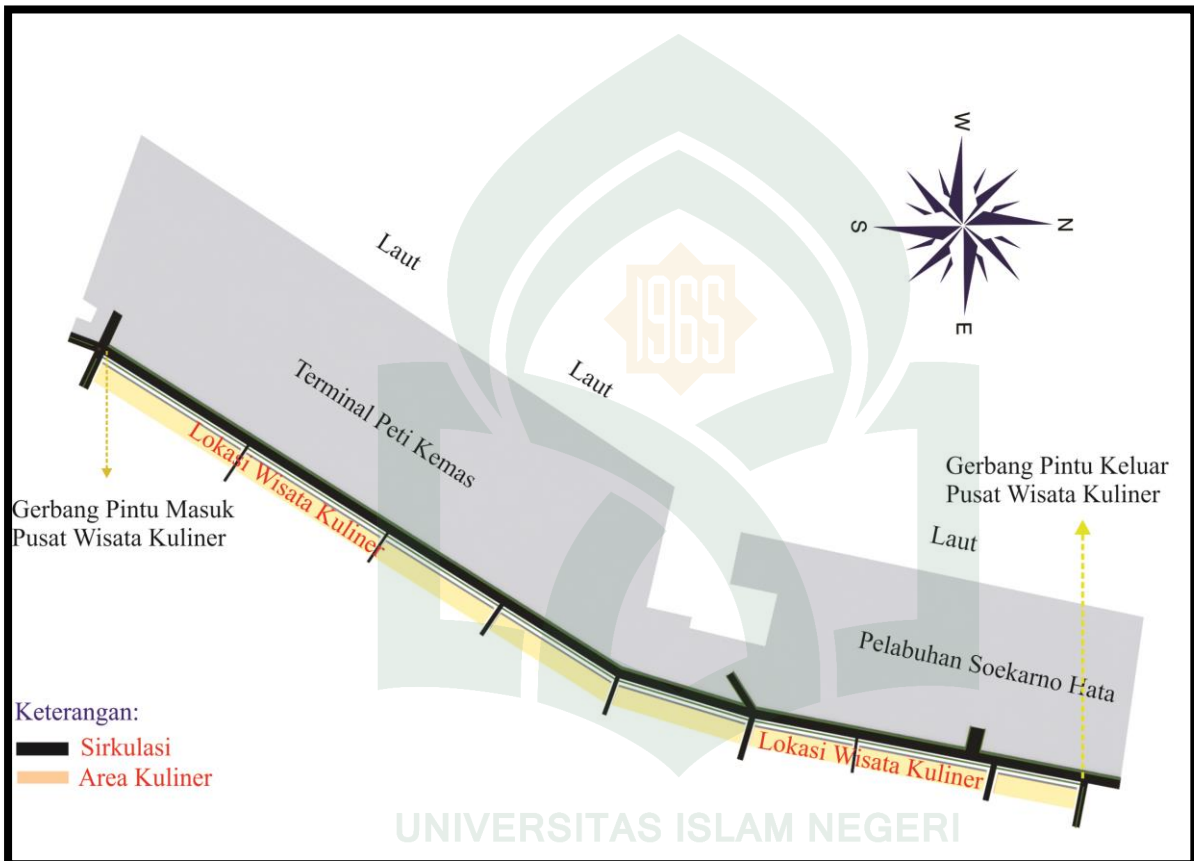 W
S
N
E
1965
Laut
Laut
Terminal Peti Kemas
Lokasi Wisata Kuliner
Gerbang Pintu Masuk
Pusat Wisata Kuliner
Gerbang Pintu Keluar
Pusat Wisata Kuliner
Laut
Pelabuhan Soekarno Hata
Lokasi Wisata Kuliner
Keterangan:
Sirkulasi
Area Kuliner
UNIVERSITAS ISLAM NEGERI